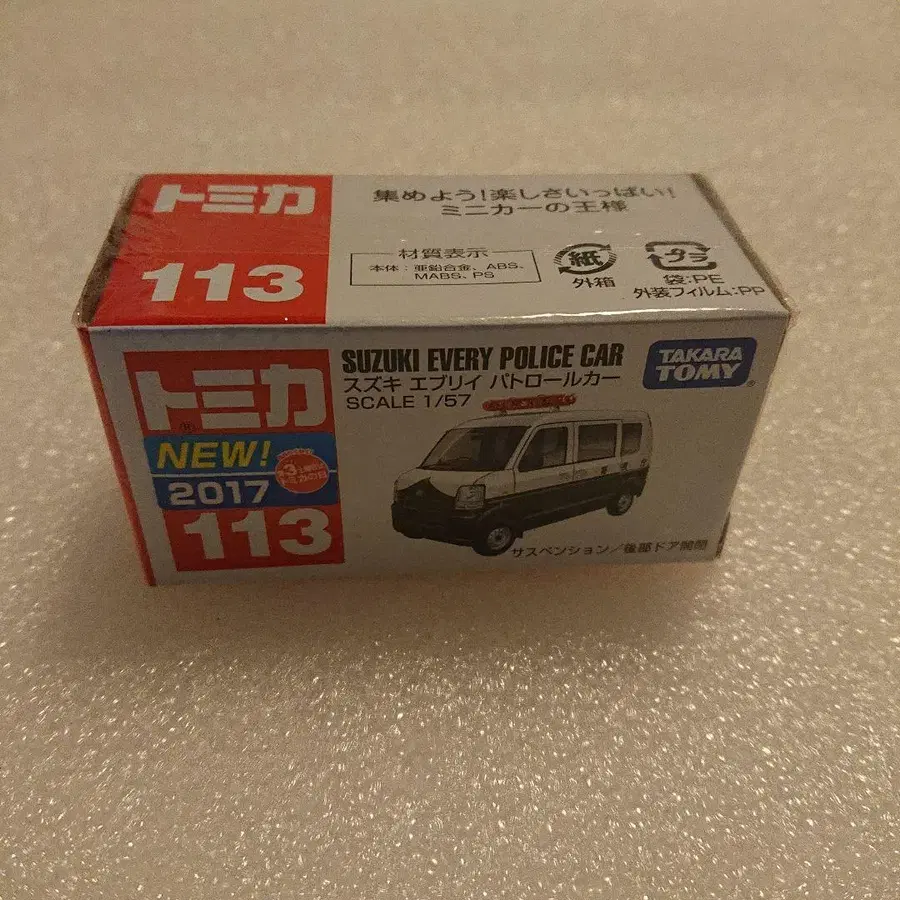 トミカ
113
集めよう!楽しさいっぱい!
ミニカーの王様
材質表示
本体:亜鉛合金、ABS、
MABS、PS
紙
外箱
プラ
袋:PE
外装フィルム:PP
トミカ®
NEW!
2017
113
SUZUKI EVERY POLICE CAR
スズキ エブリイ パトロールカー
SCALE 1/57
TAKARA
TOMY®
サスペンション/後部ドア開閉